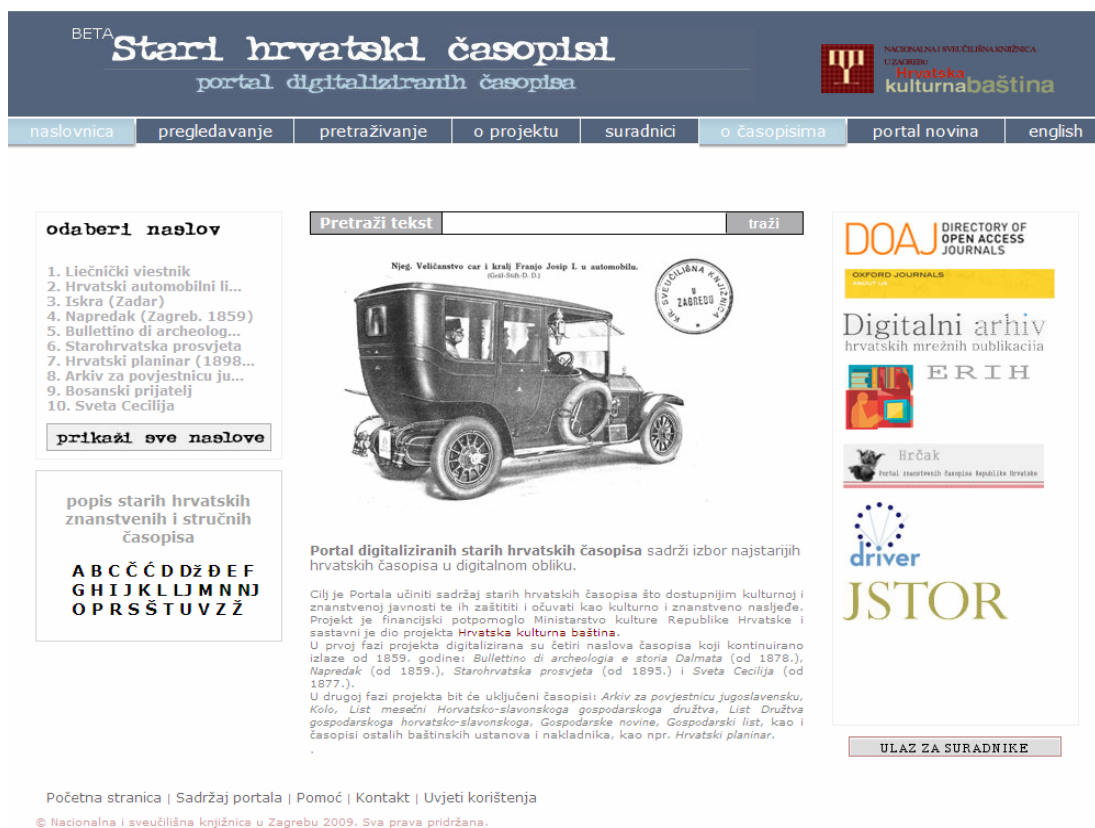 BETA
Stari hrvatski časopisi
portal digitaliziranih časopisa
NACIONALNA I SVEUČILIŠNA KNJIŽNICA
U ZAGREBU
Hrvatska
kulturnabaština
naslovnica pregledavanje pretraživanje o projektu suradnici o časopisima portal novina english
odaberi naslov
1. Liečnički viestnik
2. Hrvatski automobilni li...
3. Iskra (Zadar)
4. Napredak (Zagreb. 1859)
5. Bullettino di archeolog...
6. Starohrvatska prosvjeta
7. Hrvatski planinar (1898...
8. Arkiv za povjestnicu ju...
9. Bosanski prijatelj
10. Sveta Cecilija
prikaži sve naslove
popis starih hrvatskih
znanstvenih i stručnih
časopisa
A B C Č Ć D Dž Đ E F
G H I J K L LJ M N NJ
O P R S Š T U V Z Ž
Pretraži tekst traži
Njeg. Veličanstvo car i kralj Franjo Josip I. u automobilu.
(Gräf-Stift-D. D.)
KR. SVEUČILIŠNA KNJIŽNICA
U
ZAGREBU
Portal digitaliziranih starih hrvatskih časopisa sadrži izbor najstarijih
hrvatskih časopisa u digitalnom obliku.
Cilj je Portala učiniti sadržaj starih hrvatskih časopisa što dostupnijim kulturnoj i
znanstvenoj javnosti te ih zaštititi i očuvati kao kulturno i znanstveno nasljeđe.
Projekt je financijski potpomoglo Ministarstvo kulture Republike Hrvatske i
sastavni je dio projekta Hrvatska kulturna baština.
U prvoj fazi projekta digitalizirana su četiri naslova časopisa koji kontinuirano
izlaze od 1859. godine: Bullettino di archeologia e storia Dalmata (od 1878.),
Napredak (od 1859.), Starohrvatska prosvjeta (od 1895.) i Sveta Cecilija (od
1877.).
U drugoj fazi projekta bit će uključeni časopisi: Arkiv za povjestnicu jugoslavensku,
Kolo, List mesečni Horvatsko-slavonskoga gospodarskoga družtva, List Družtva
gospodarskoga horvatsko-slavonskoga, Gospodarske novine, Gospodarski list, kao i
časopisi ostalih baštinskih ustanova i nakladnika, kao npr. Hrvatski planinar.
.
DOAJ DIRECTORY OF
OPEN ACCESS
JOURNALS
OXFORD JOURNALS
ABOUT US
Digitalni arhiv
hrvatskih mrežnih publikacija
ERIH
Hrčak
Portal znanstvenih časopisa Republike Hrvatske
driver
JSTOR
ULAZ ZA SURADNIKE
Početna stranica | Sadržaj portala | Pomoć | Kontakt | Uvjeti korištenja
© Nacionalna i sveučilišna knjižnica u Zagrebu 2009. Sva prava pridržana.